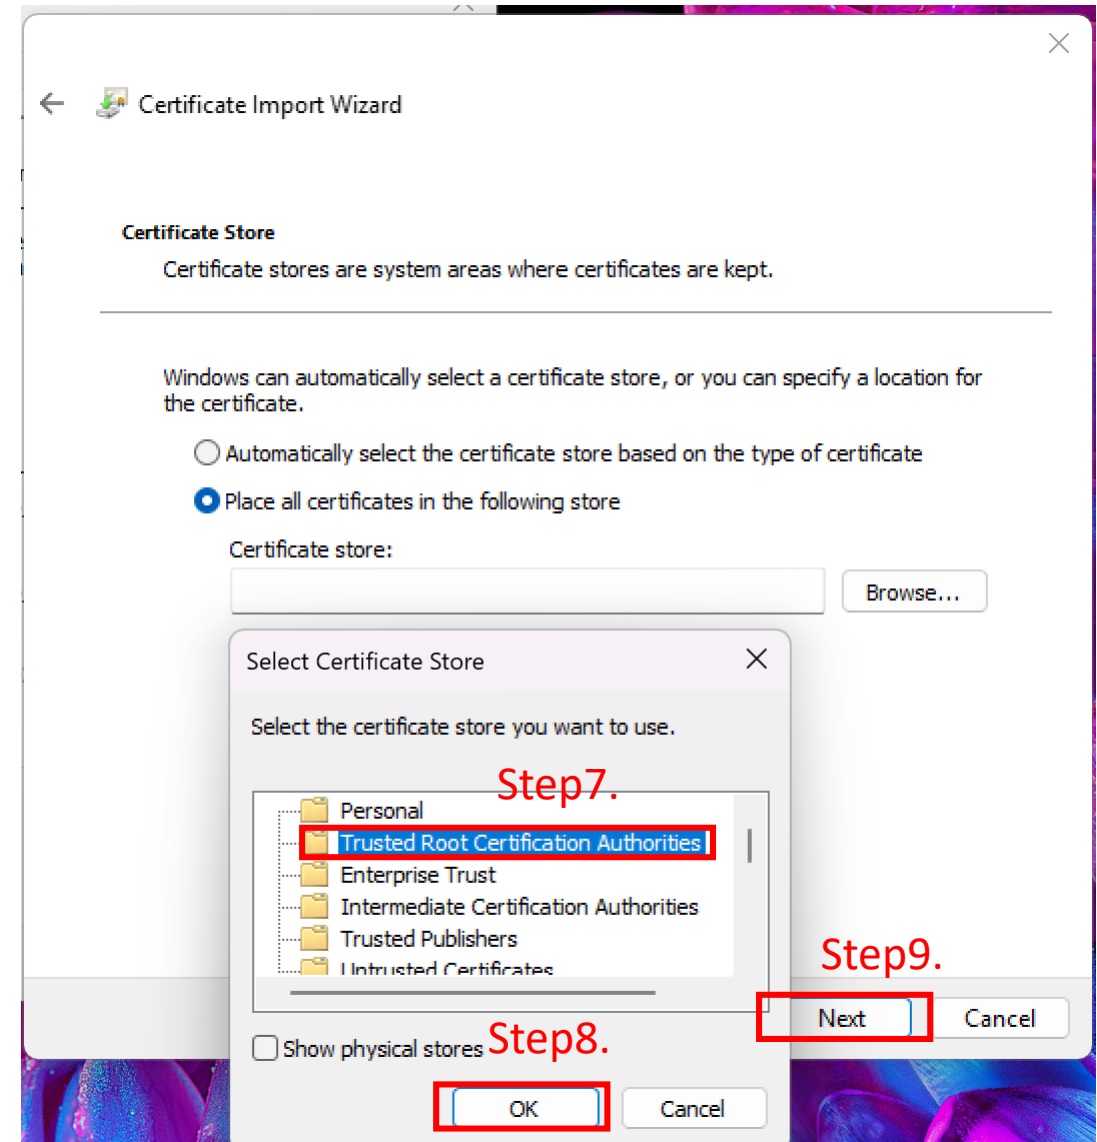 Certificate Import Wizard
Certificate Store
Certificate stores are system areas where certificates are kept.
Windows can automatically select a certificate store, or you can specify a location for
the certificate.
Automatically select the certificate store based on the type of certificate
Place all certificates in the following store
Certificate store:
Browse...
Select Certificate Store
Select the certificate store you want to use.
Step7.
Personal
Trusted Root Certification Authorities
Enterprise Trust
Intermediate Certification Authorities
Trusted Publishers
Untrusted Certificates
Step9.
Next
Cancel
Show physical stores
Step8.
OK
Cancel